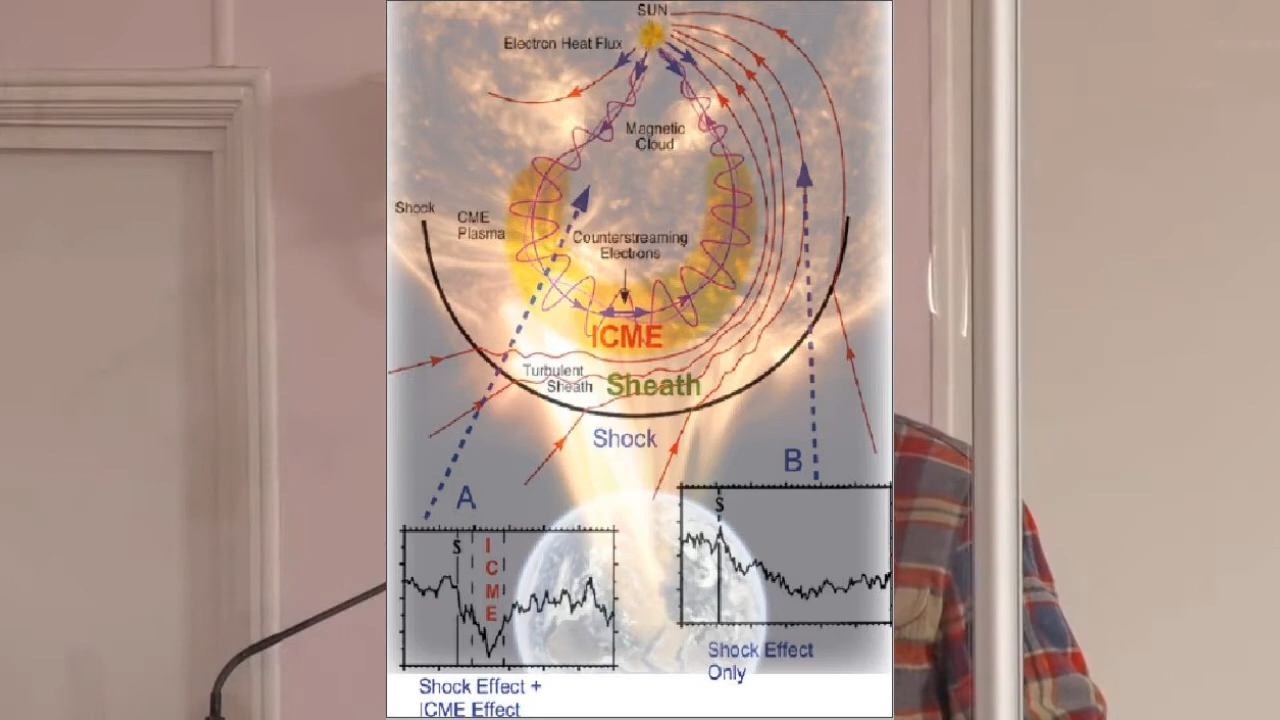 SUN
Electron Heat Flux
Magnetic
Cloud
Shock
CME
Plasma
Counterstreaming
Electrons
ICME
Turbulent
Sheath
Sheath
Shock
A
B
S
I
C
M
E
S
Shock Effect +
ICME Effect
Shock Effect
Only